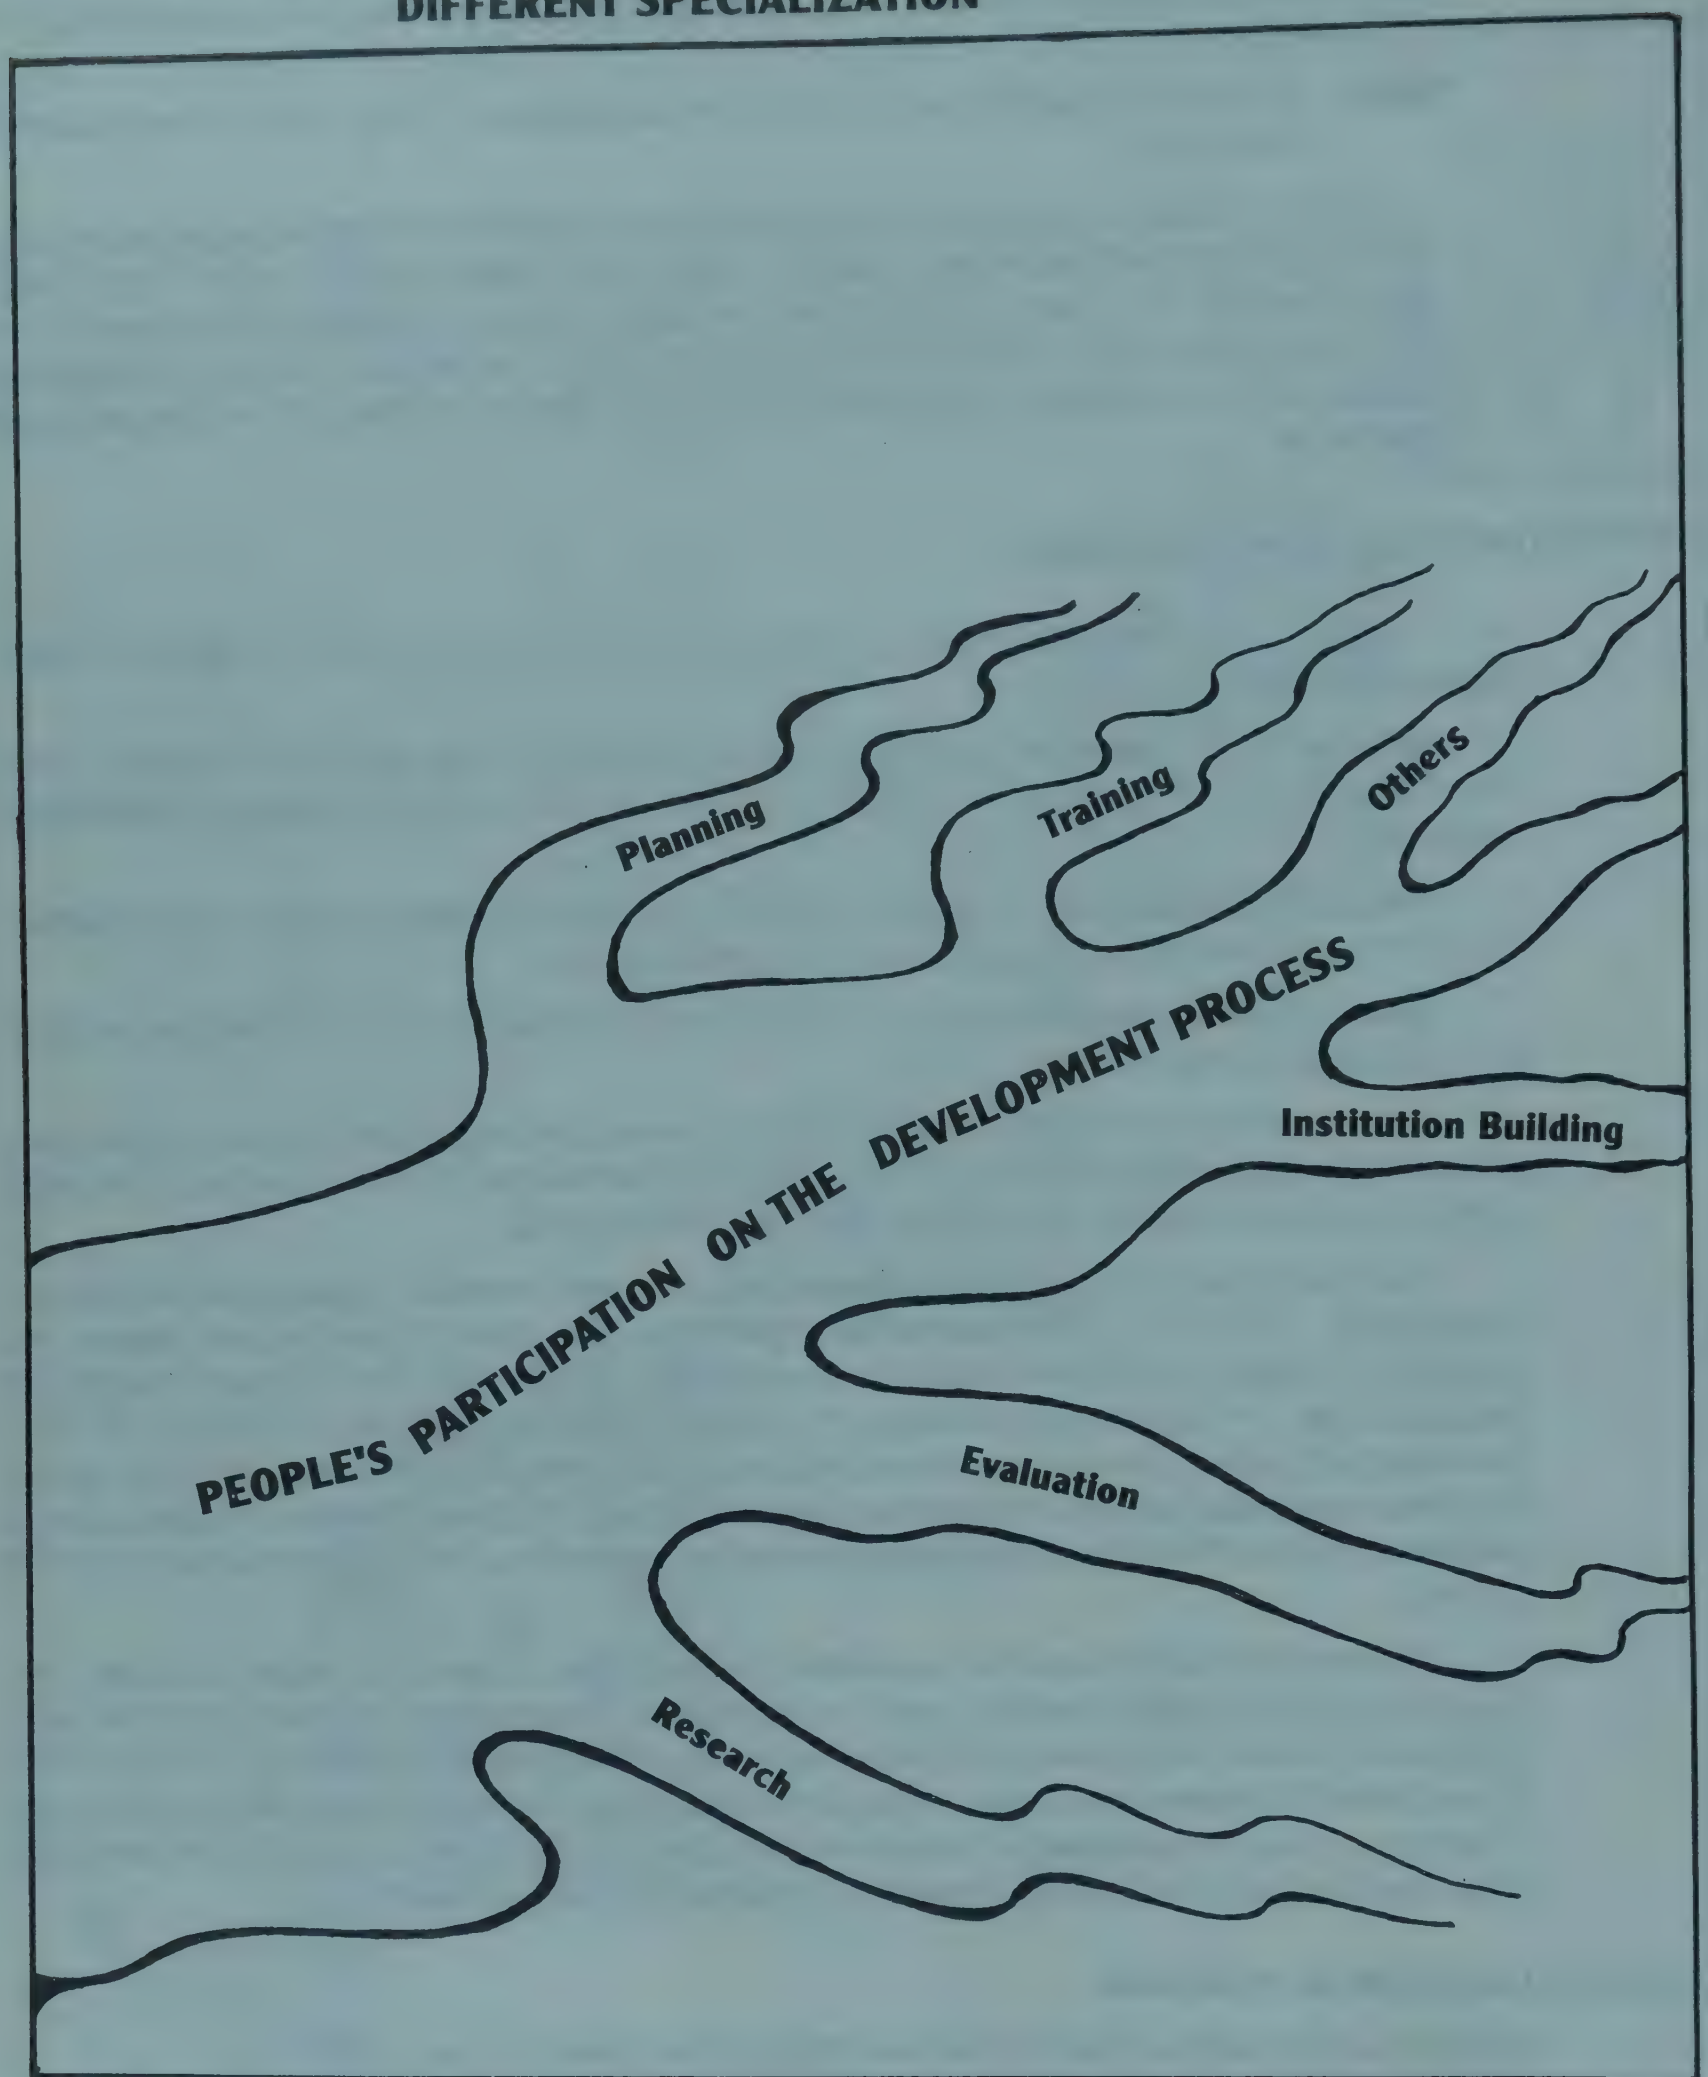 DIFFERENT SPECIALIZATION
Planning
Training
Others
PEOPLE'S PARTICIPATION ON THE DEVELOPMENT PROCESS
Institution Building
Evaluation
Research